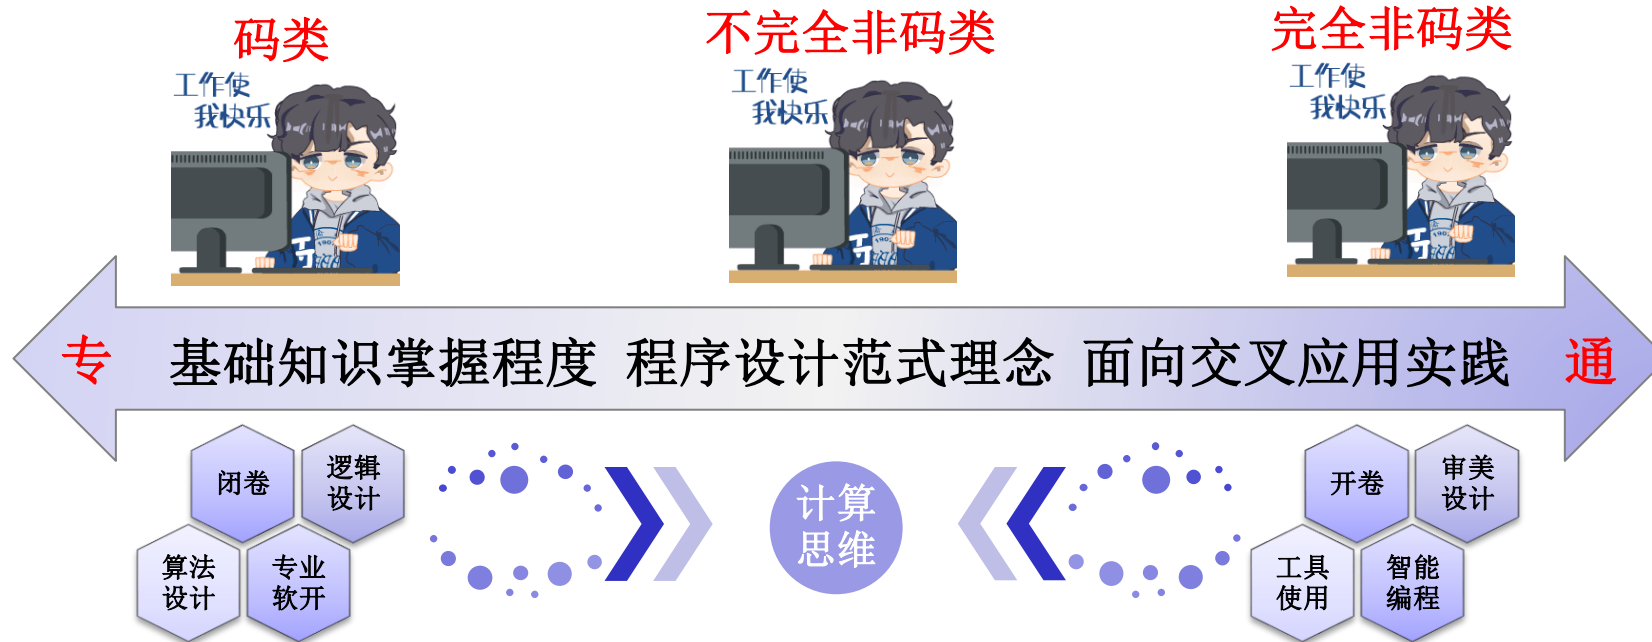 码类
不完全非码类
完全非码类
工作使
我快乐
工作使
我快乐
工作使
我快乐
专
基础知识掌握程度 程序设计范式理念 面向交叉应用实践
通
闭卷
逻辑
设计
算法
设计
专业
软开
计算
思维
开卷
审美
设计
工具
使用
智能
编程